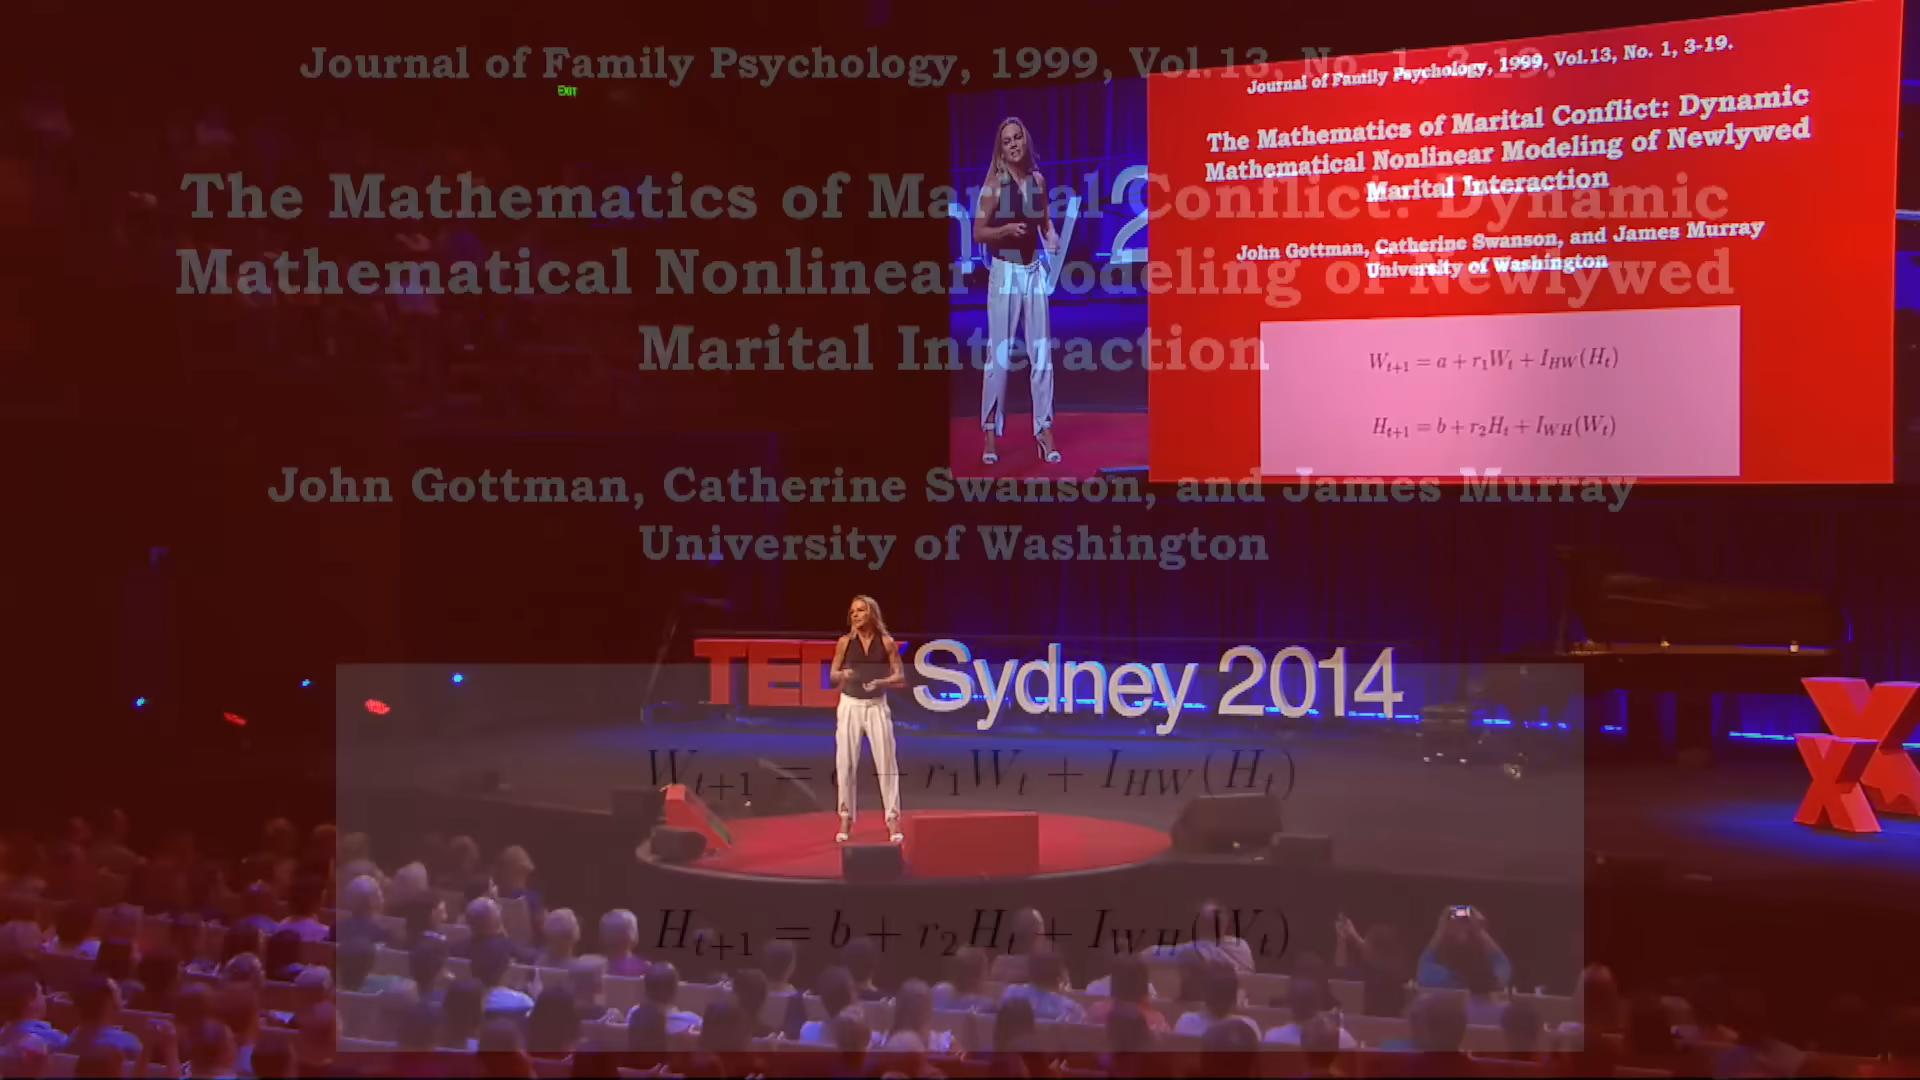 Journal of Family Psychology, 1999, Vol.13, No. 1, 3-19.
The Mathematics of Marital Conflict: Dynamic
Mathematical Nonlinear Modeling of Newlywed
Marital Interaction
John Gottman, Catherine Swanson, and James Murray
University of Washington
W_{t+1} = a + r_1W_t + I_{HW}(H_t)
H_{t+1} = b + r_2H_t + I_{WH}(W_t)
EXIT
Journal of Family Psychology, 1999, Vol.13, No. 1, 3-19.
The Mathematics of Marital Conflict: Dynamic
Mathematical Nonlinear Modeling of Newlywed
Marital Interaction
John Gottman, Catherine Swanson, and James Murray
University of Washington
W_{t+1} = a + r_1W_t + I_{HW}(H_t)
H_{t+1} = b + r_2H_t + I_{WH}(W_t)
TEDx Sydney 2014